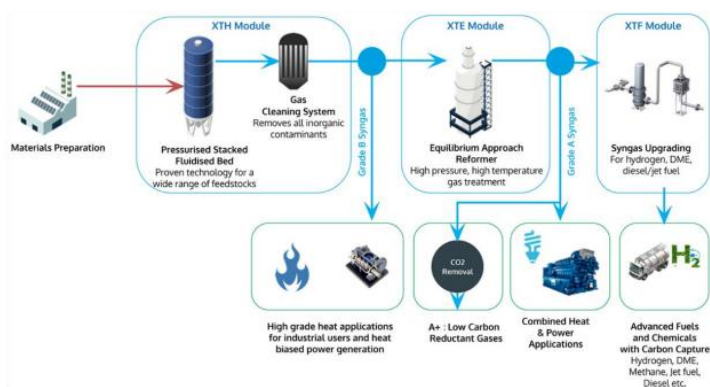 XTH Module
XTE Module
XTF Module
Materials Preparation
Pressurised Stacked
Fluidised Bed
Proven technology for a
wide range of feedstocks
Gas
Cleaning System
Removes all inorganic
contaminants
Grade B Syngas
Equilibrium Approach
Reformer
High pressure, high temperature
gas treatment
Grade A Syngas
Syngas Upgrading
For hydrogen, DME,
diesel/jet fuel
High grade heat applications
for industrial users and heat
biased power generation
CO2
Removal
A+ : Low Carbon
Reductant Gases
Combined Heat
& Power
Applications
H2
Advanced Fuels
and Chemicals
with Carbon Capture
Hydrogen, DME,
Methane, Jet fuel,
Diesel etc.